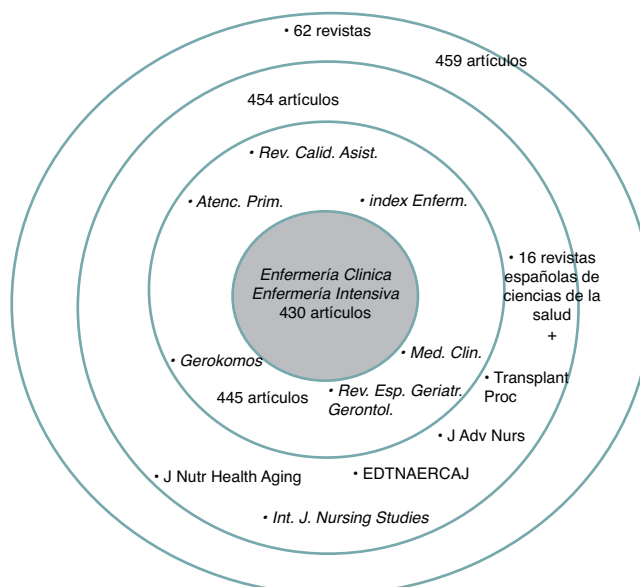 • 62 revistas
459 artículos
454 artículos
• Rev. Calid. Asist.
• Atenc. Prim.
• index Enferm.
Enfermería Clinica
Enfermería Intensiva
430 artículos
• 16 revistas
españolas de
ciencias de la
salud
+
• Med. Clin.
• Gerokomos
• Transplant
Proc
445 artículos
• Rev. Esp. Geriatr.
Gerontol.
• J Adv Nurs
• J Nutr Health Aging
• EDTNAERCAJ
• Int. J. Nursing Studies